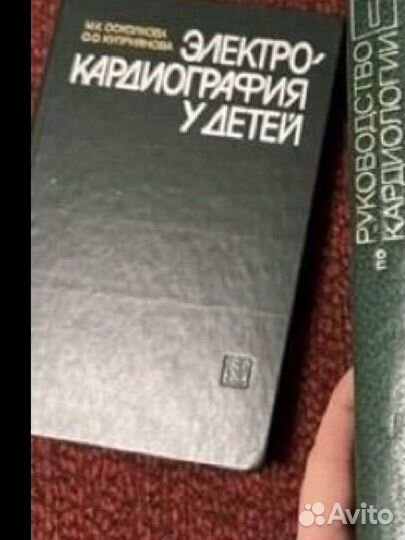 М.К. ОСКОЛКОВА
О.О. КУПРИЯНОВА
ЭЛЕКТРО-
КАРДИОГРАФИЯ
У ДЕТЕЙ
РУКОВОДСТВО
ПО КАРДИОЛОГИИ
Avito